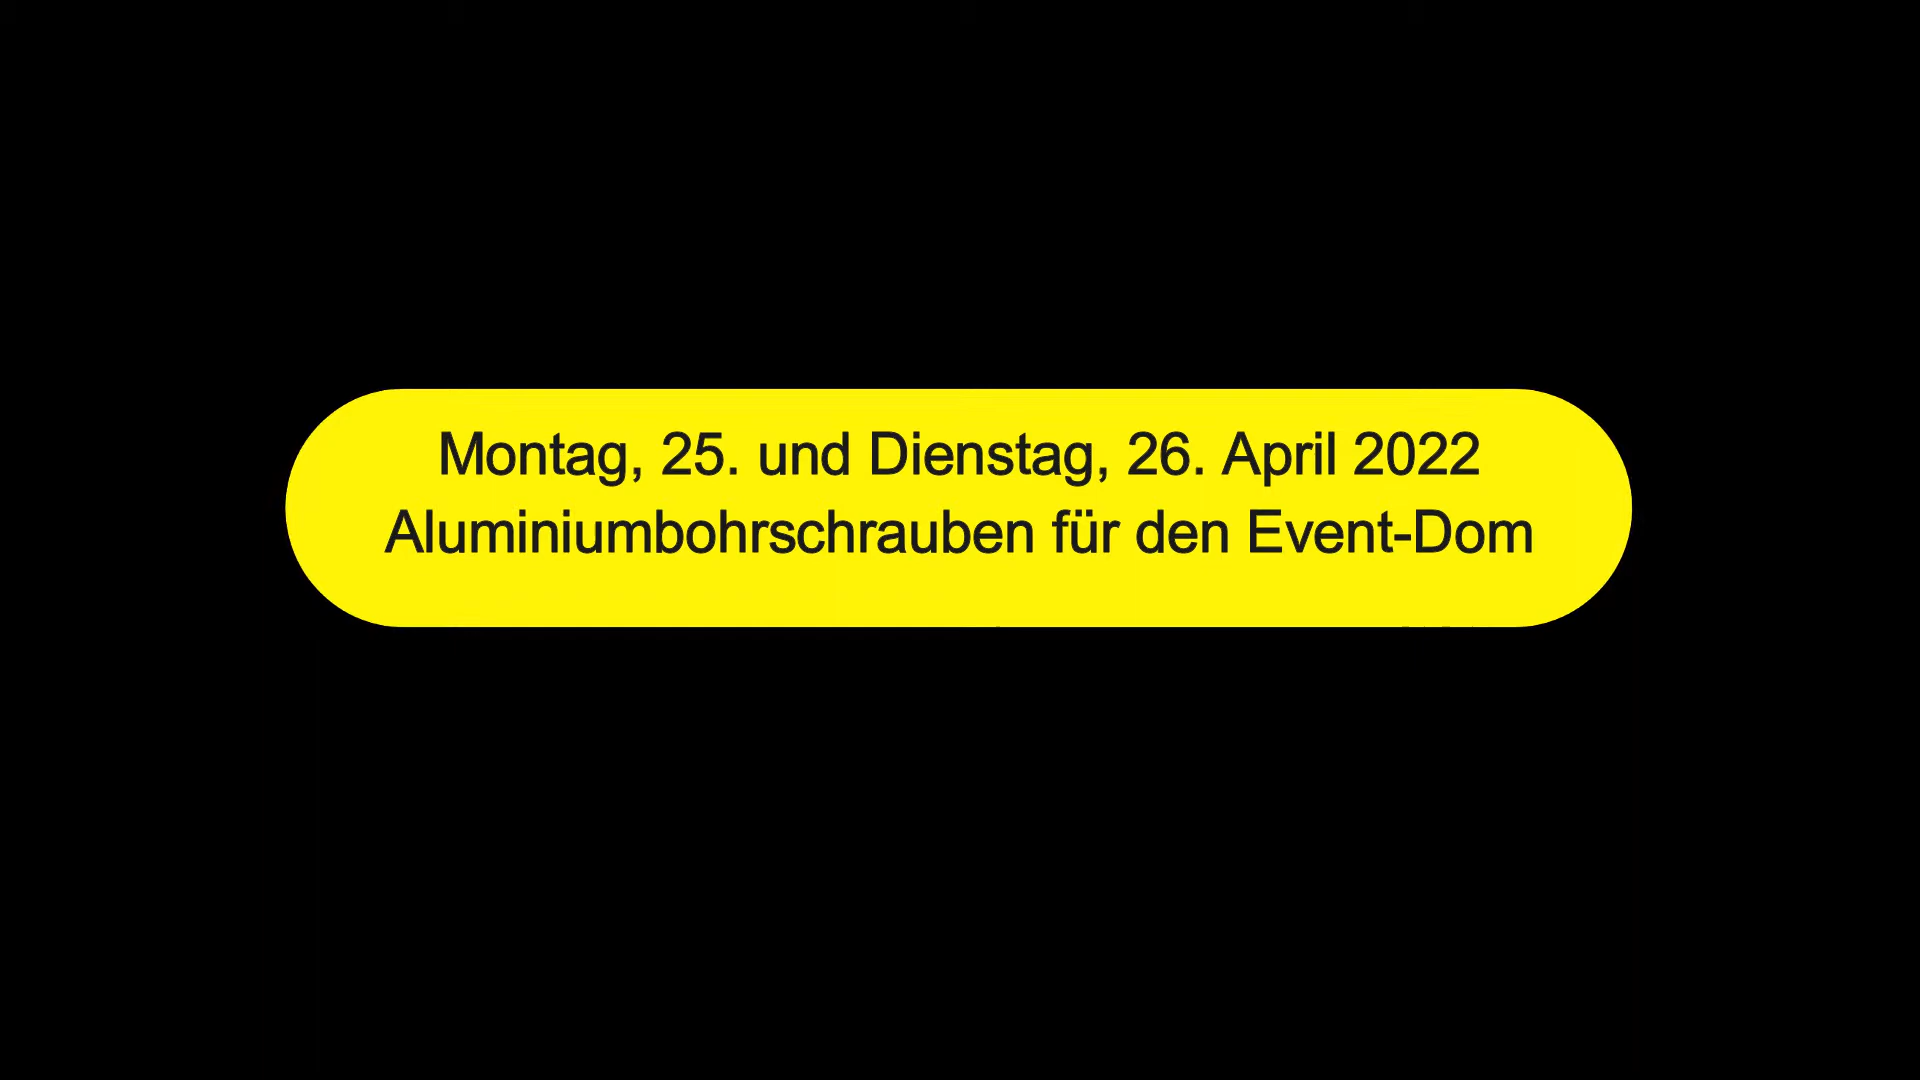 Montag, 25. und Dienstag, 26. April 2022
Aluminiumbohrschrauben für den Event-Dom